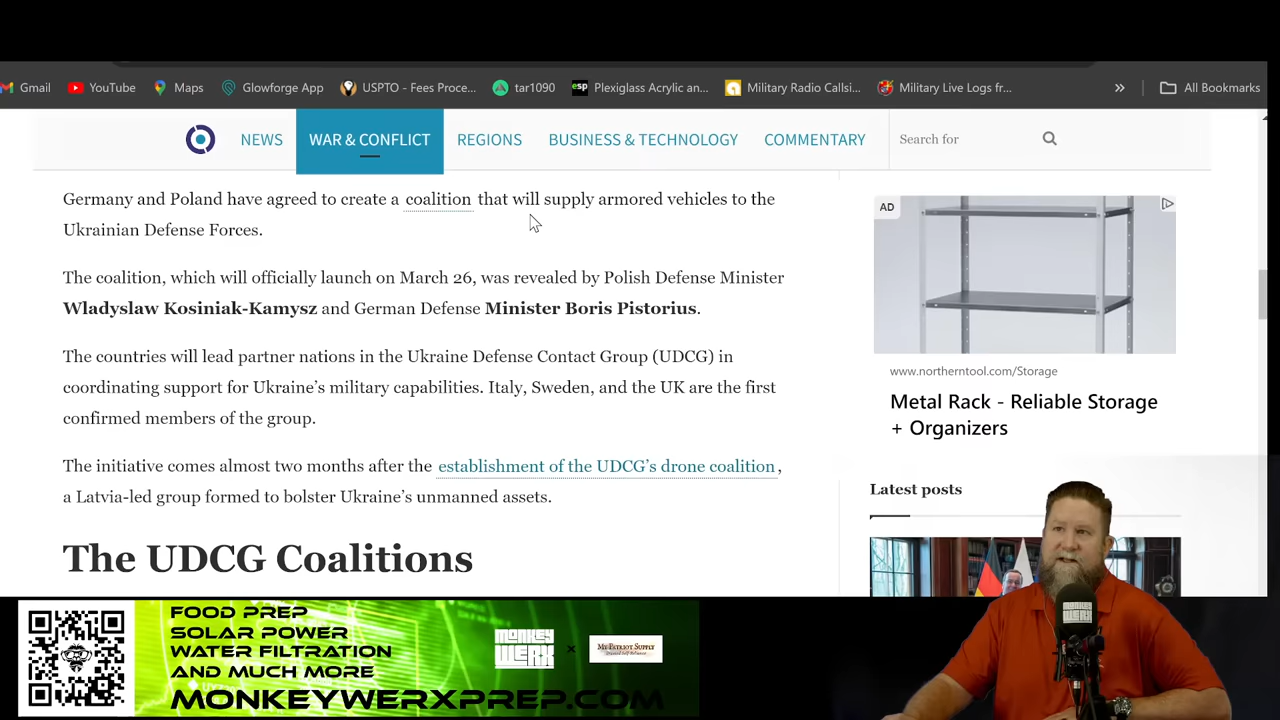 Gmail
YouTube
Maps
Glowforge App
USPTO - Fees Proce...
tar1090
esp
Plexiglass Acrylic an...
Military Radio Callsi...
Military Live Logs fr...
»
All Bookmarks
NEWS
WAR & CONFLICT
REGIONS
BUSINESS & TECHNOLOGY
COMMENTARY
Search for
Germany and Poland have agreed to create a coalition that will supply armored vehicles to the
Ukrainian Defense Forces.
The coalition, which will officially launch on March 26, was revealed by Polish Defense Minister
Wladyslaw Kosiniak-Kamysz and German Defense Minister Boris Pistorius.
The countries will lead partner nations in the Ukraine Defense Contact Group (UDCG) in
coordinating support for Ukraine's military capabilities. Italy, Sweden, and the UK are the first
confirmed members of the group.
The initiative comes almost two months after the establishment of the UDCG's drone coalition,
a Latvia-led group formed to bolster Ukraine's unmanned assets.
The UDCG Coalitions
AD
www.northerntool.com/Storage
Metal Rack - Reliable Storage
+ Organizers
Latest posts
FOOD PREP
SOLAR POWER
WATER FILTRATION
AND MUCH MORE
MONKEYWERXPREP.COM
MONKEY
WERX
×
MY PATRIOT SUPPLY
MONKEY
WERX